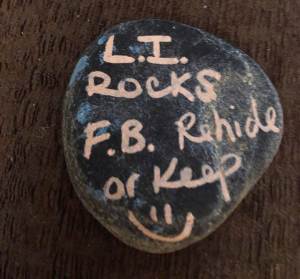 L.I.
ROCKS
F.B. Rehide
or Keep